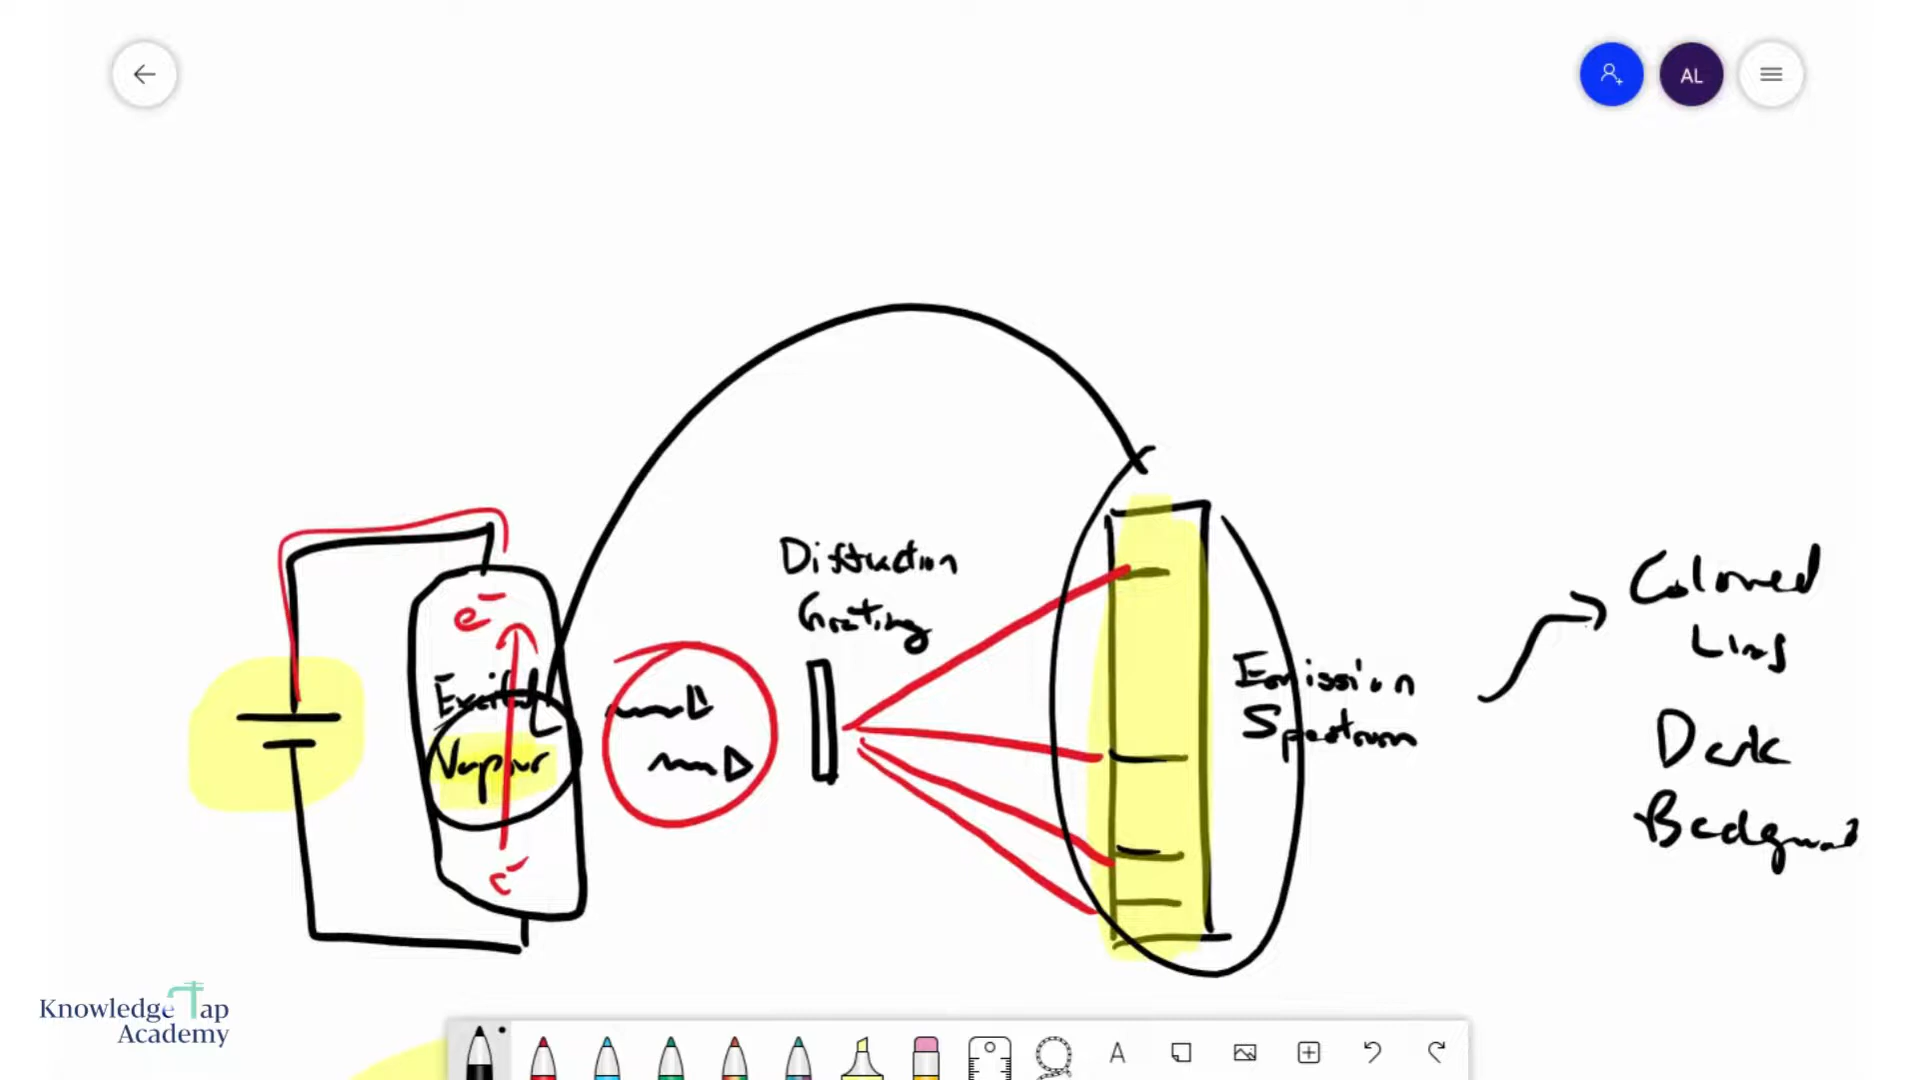 AL
Diffraction
Grating
e-
Excited
Vapour
e-
Emission
Spectrum
Colored
Lines
Dark
Background
Knowledge Tap
Academy
A